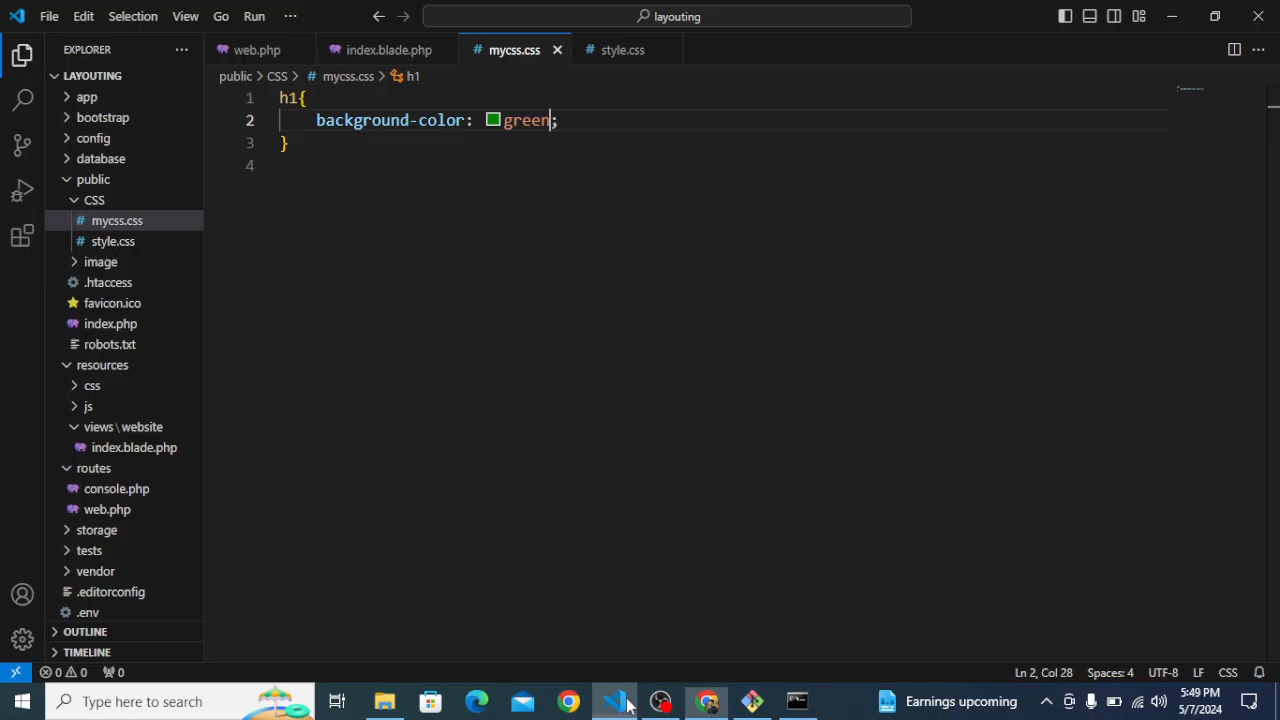 File Edit Selection View Go Run ··· layouting
EXPLORER ···
web.php index.blade.php # mycss.css # style.css
LAYOUTING
public > CSS > # mycss.css > h1
app
bootstrap
config
database
public
CSS
# mycss.css
# style.css
image
.htaccess
favicon.ico
index.php
robots.txt
resources
css
js
views\website
index.blade.php
routes
console.php
web.php
storage
tests
vendor
.editorconfig
.env
OUTLINE
TIMELINE
1 h1{
2 background-color: green;
3 }
4
0 0 0 Ln 2, Col 28 Spaces: 4 UTF-8 LF CSS
Type here to search Earnings upcoming 5:49 PM
5/7/2024